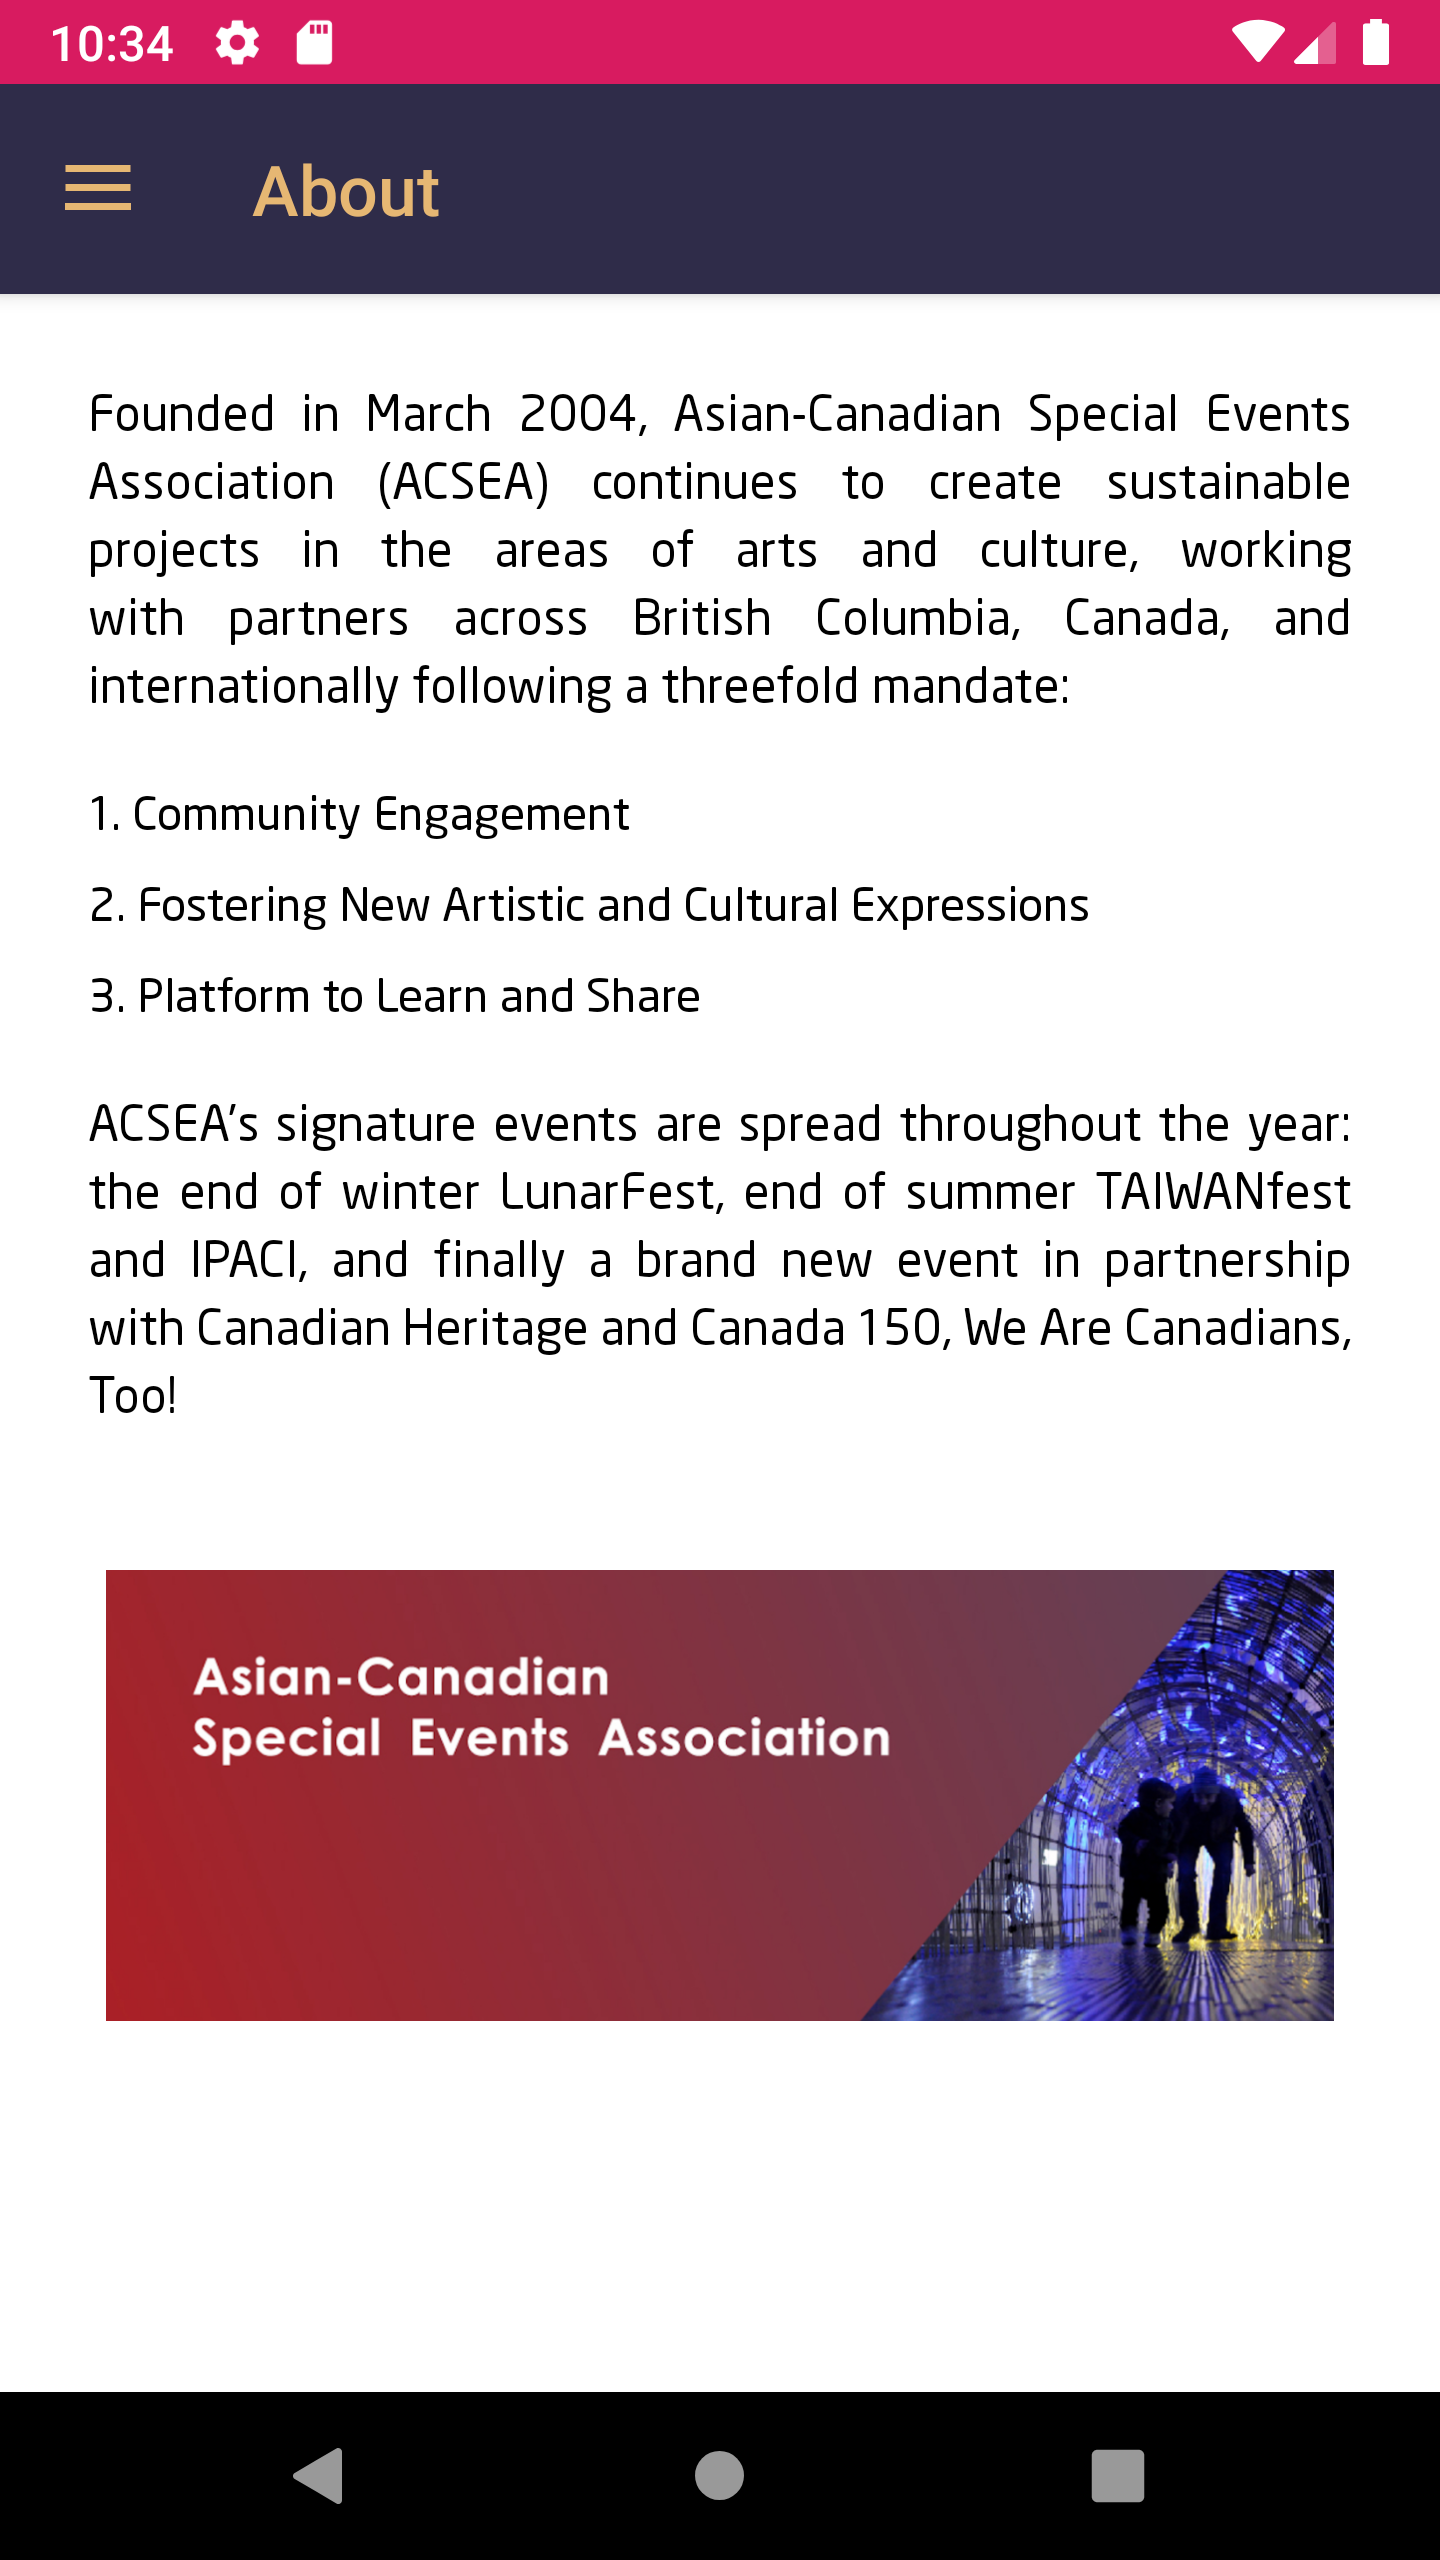 10:34
About
Founded in March 2004, Asian-Canadian Special Events
Association (ACSEA) continues to create sustainable
projects in the areas of arts and culture, working
with partners across British Columbia, Canada, and
internationally following a threefold mandate:
1. Community Engagement
2. Fostering New Artistic and Cultural Expressions
3. Platform to Learn and Share
ACSEA’s signature events are spread throughout the year:
the end of winter LunarFest, end of summer TAIWANfest
and IPACI, and finally a brand new event in partnership
with Canadian Heritage and Canada 150, We Are Canadians,
Too!
Asian-Canadian
Special Events Association